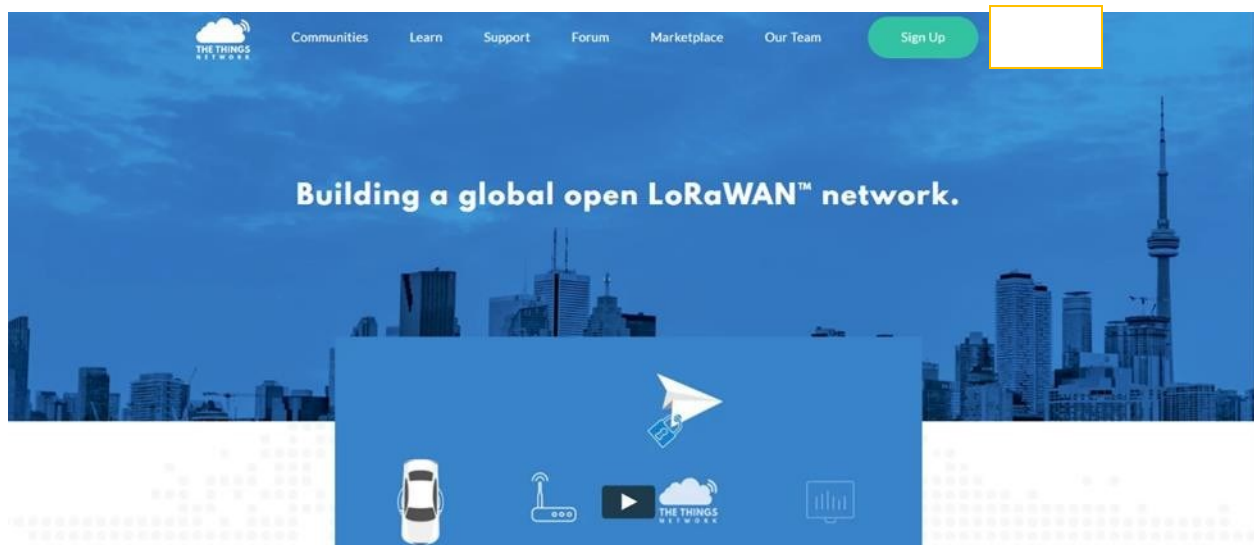 THE THINGS
NETWORK
Communities Learn Support Forum Marketplace Our Team Sign Up
Building a global open LoRaWAN™ network.
THE THINGS
NETWORK